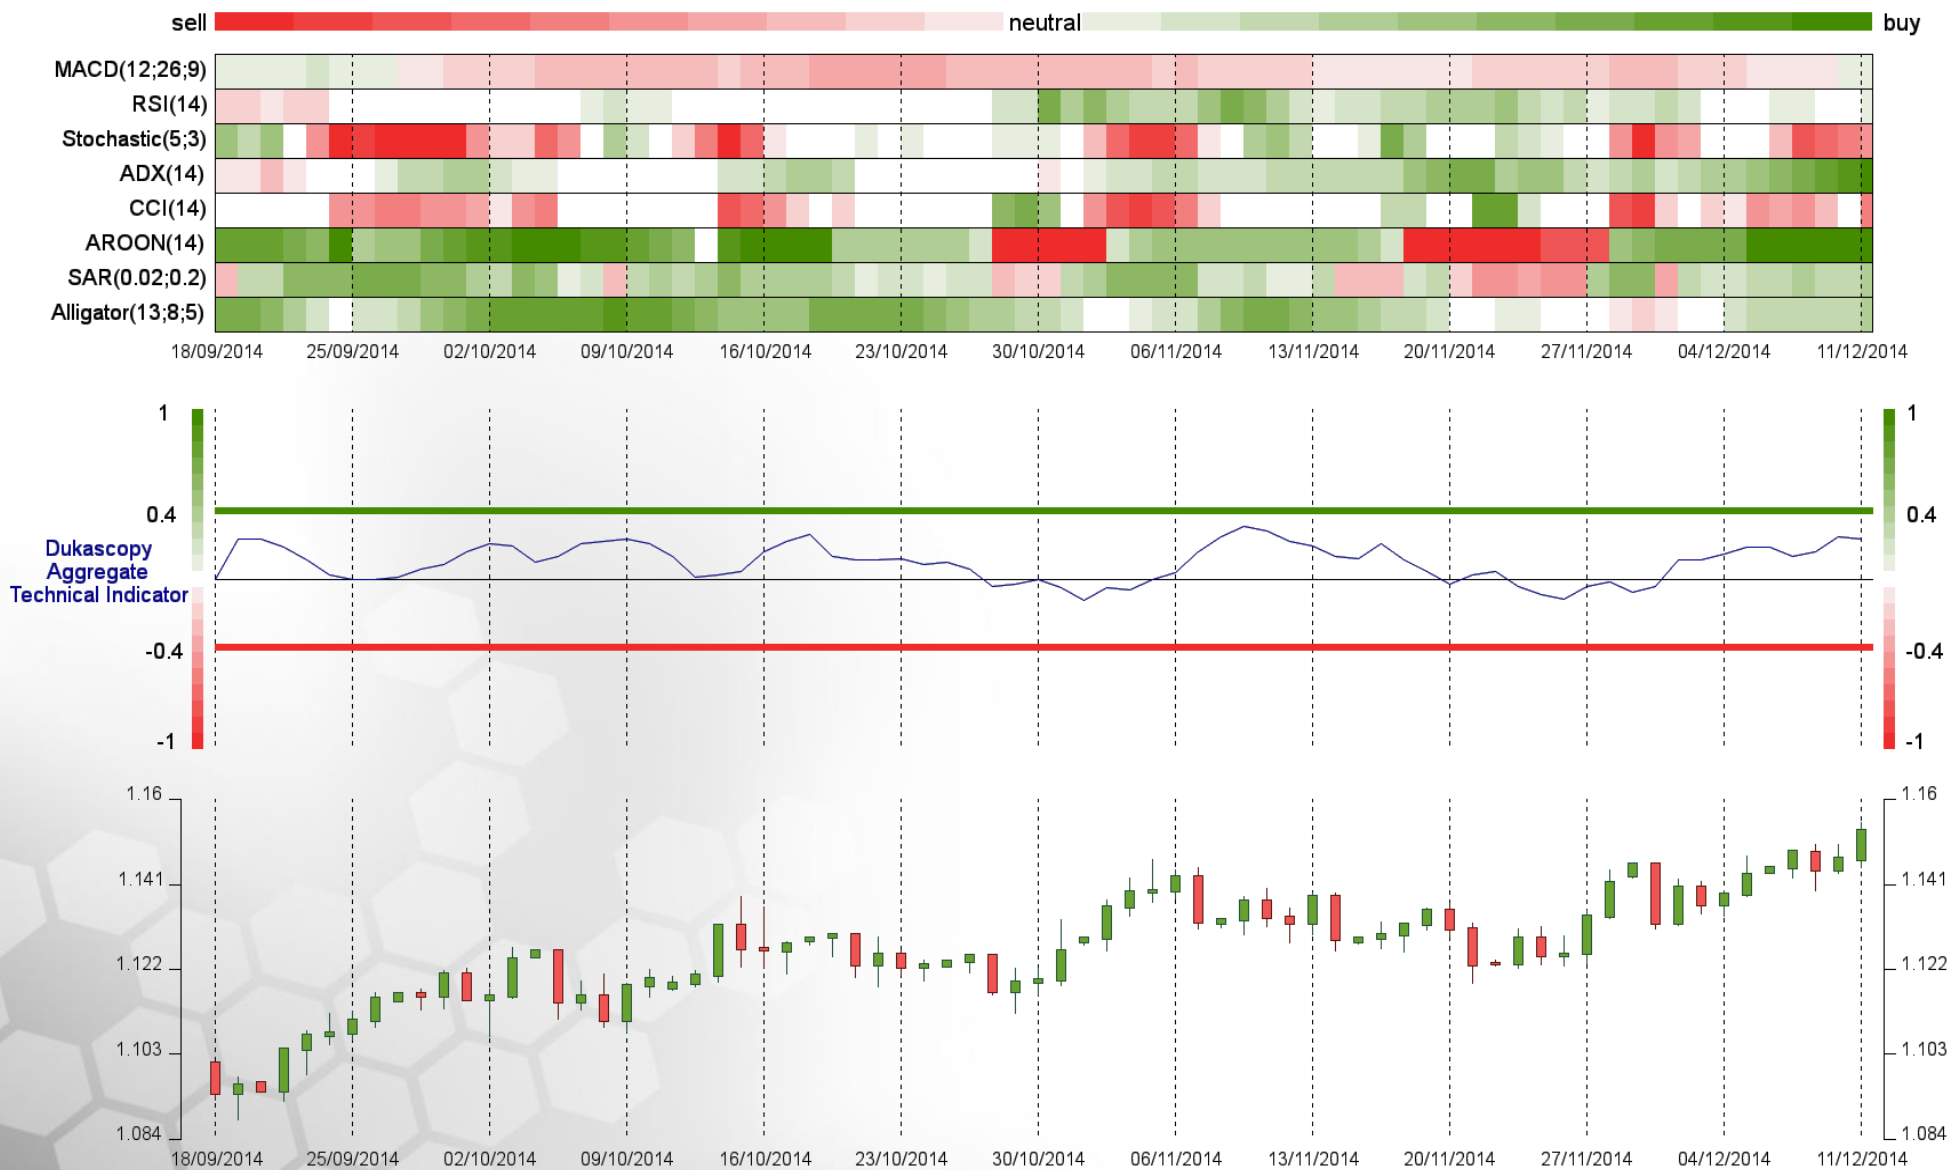 sell neutral buy
MACD(12;26;9)
RSI(14)
Stochastic(5;3)
ADX(14)
CCI(14)
AROON(14)
SAR(0.02;0.2)
Alligator(13;8;5)
18/09/2014 25/09/2014 02/10/2014 09/10/2014 16/10/2014 23/10/2014 30/10/2014 06/11/2014 13/11/2014 20/11/2014 27/11/2014 04/12/2014 11/12/2014
1 1
0.4 0.4
Dukascopy
Aggregate
Technical Indicator
-0.4 -0.4
-1 -1
1.16 1.16
1.141 1.141
1.122 1.122
1.103 1.103
1.084 1.084
18/09/2014 25/09/2014 02/10/2014 09/10/2014 16/10/2014 23/10/2014 30/10/2014 06/11/2014 13/11/2014 20/11/2014 27/11/2014 04/12/2014 11/12/2014